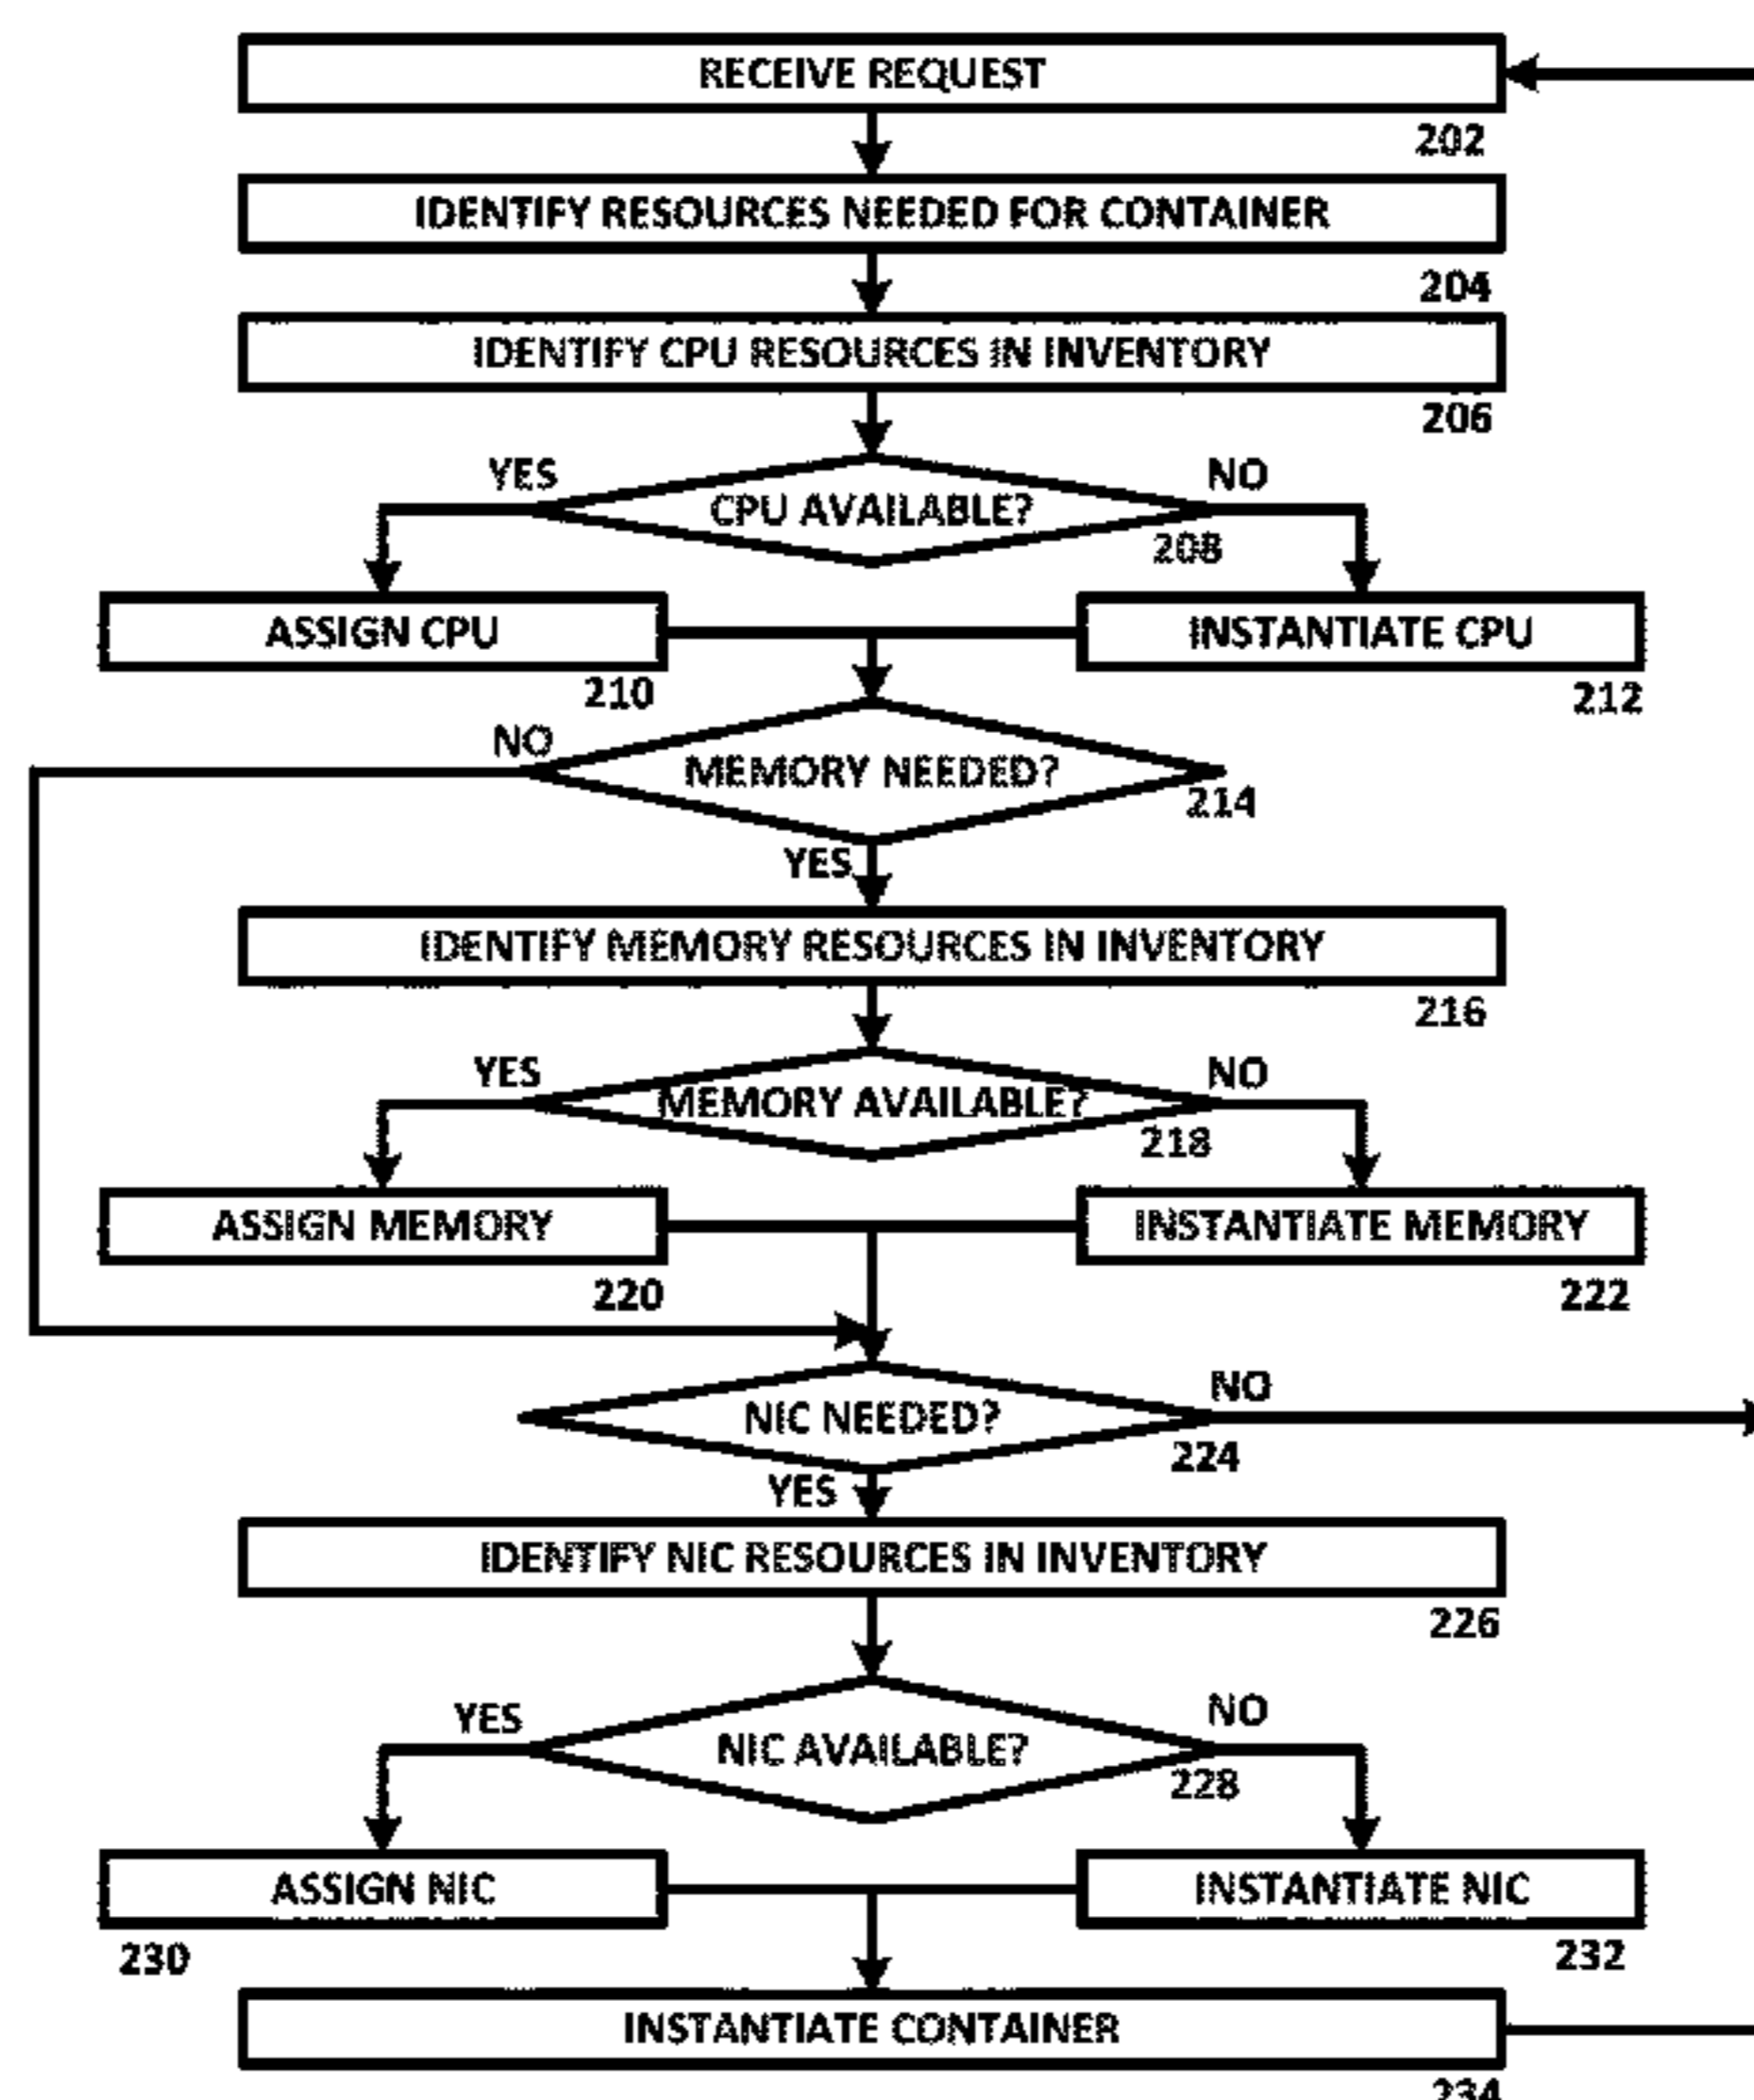 RECEIVE REQUEST
202
IDENTIFY RESOURCES NEEDED FOR CONTAINER
204
IDENTIFY CPU RESOURCES IN INVENTORY
206
YES
NO
CPU AVAILABLE?
208
ASSIGN CPU
INSTANTIATE CPU
210
212
NO
MEMORY NEEDED?
214
YES
IDENTIFY MEMORY RESOURCES IN INVENTORY
216
YES
NO
MEMORY AVAILABLE?
218
ASSIGN MEMORY
INSTANTIATE MEMORY
220
222
NO
NIC NEEDED?
224
YES
IDENTIFY NIC RESOURCES IN INVENTORY
226
YES
NO
NIC AVAILABLE?
228
ASSIGN NIC
INSTANTIATE NIC
230
232
INSTANTIATE CONTAINER
234